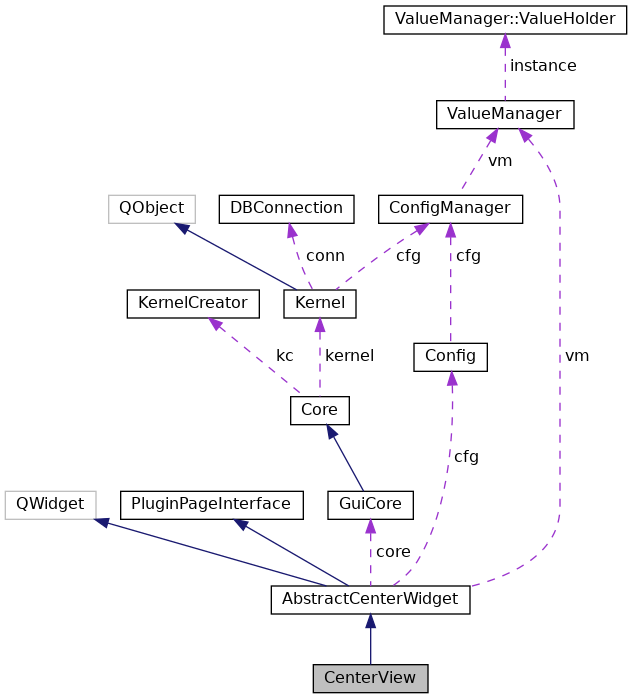 ValueManager::ValueHolder
instance
ValueManager
vm
QObject
DBConnection
ConfigManager
conn
cfg
cfg
KernelCreator
Kernel
kc
kernel
Config
vm
Core
cfg
QWidget
PluginPageInterface
GuiCore
core
AbstractCenterWidget
CenterView